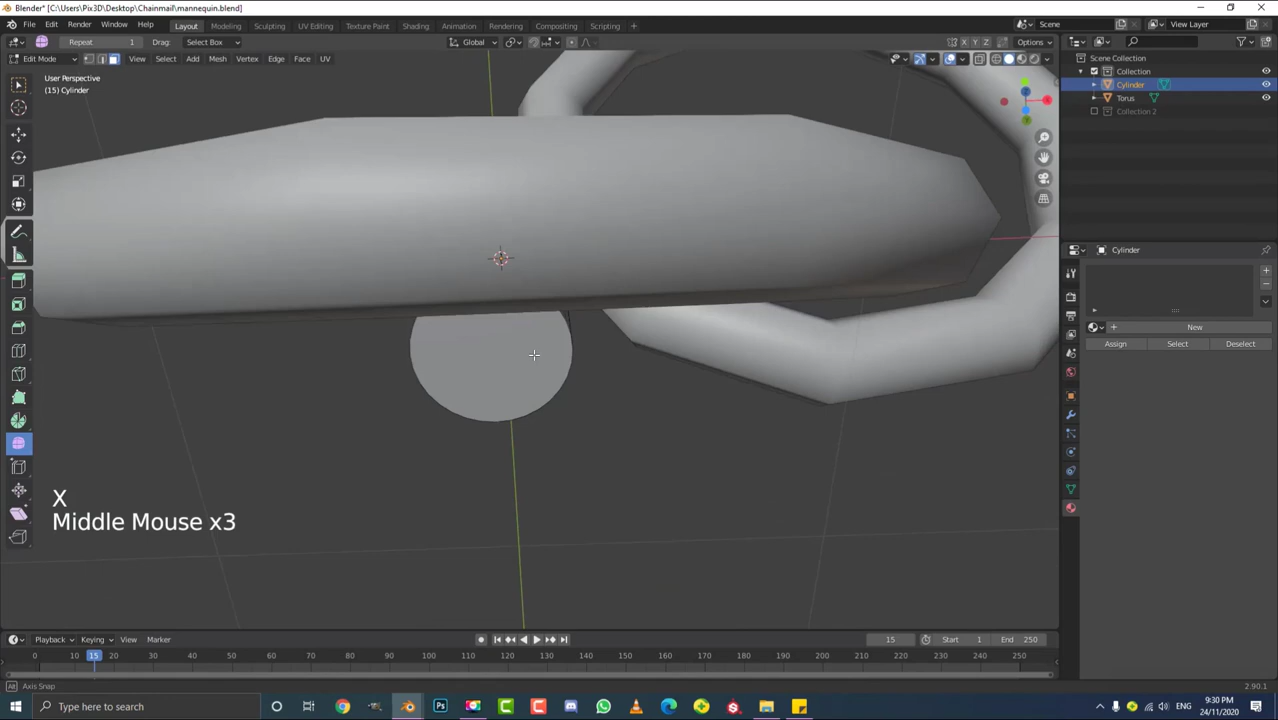 Blender* [C:\Users\Pix3D\Desktop\Chainmail\mannequin.blend]
File Edit Render Window Help Layout Modeling Sculpting UV Editing Texture Paint Shading Animation Rendering Compositing Scripting + Scene View Layer
Repeat 1 Drag: Select Box Global X Y Z Options
Edit Mode View Select Add Mesh Vertex Edge Face UV
User Perspective
(15) Cylinder
Scene Collection
Collection
Cylinder
Torus
Collection 2
Cylinder
New
Assign Select Deselect
X
Middle Mouse x3
Playback Keying View Marker 15 Start 1 End 250
0 10 15 20 30 40 50 60 70 80 90 100 110 120 130 140 150 160 170 180 190 200 210 220 230 240 250
Axis Snap 2.90.1
Type here to search
ENG
9:30 PM
24/11/2020